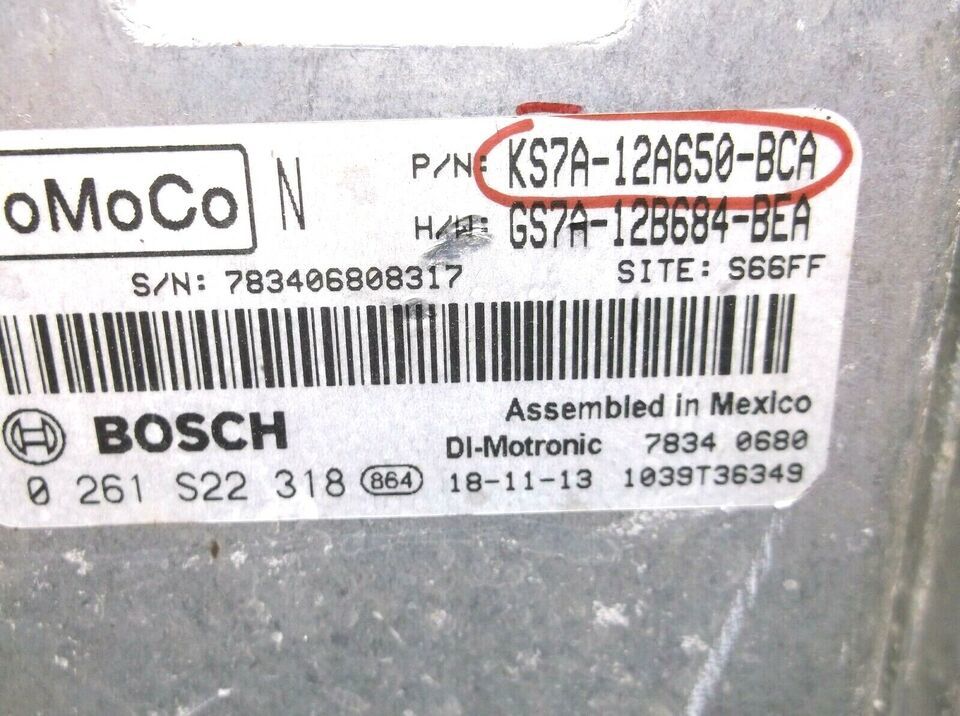 oMoCo N P/N: KS7A-12A650-BCA
H/W: GS7A-12B684-BEA
S/N: 783406808317 SITE: S66FF
BOSCH Assembled in Mexico
DI-Motronic 7834 0680
0 261 S22 318 864 18-11-13 1039T36349